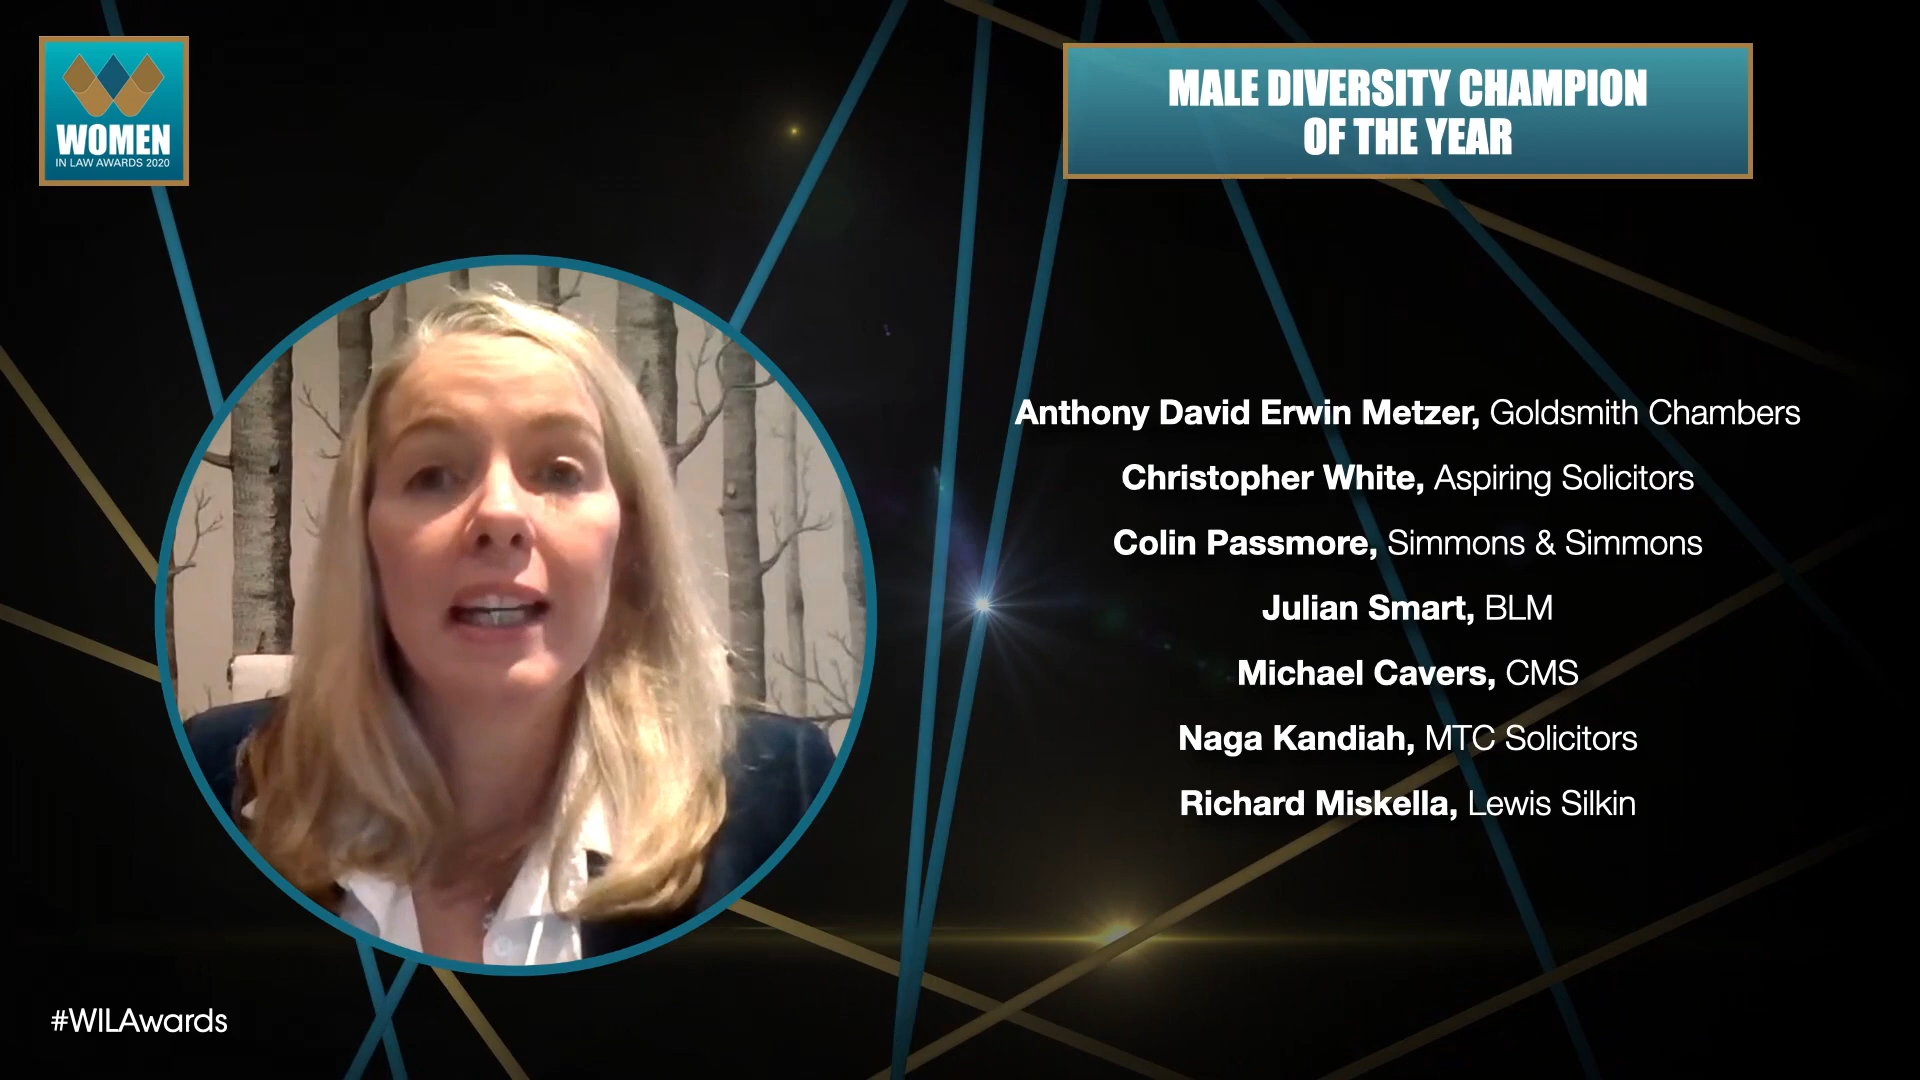 WOMEN
IN LAW AWARDS 2020
MALE DIVERSITY CHAMPION
OF THE YEAR
Anthony David Erwin Metzer, Goldsmith Chambers
Christopher White, Aspiring Solicitors
Colin Passmore, Simmons & Simmons
Julian Smart, BLM
Michael Cavers, CMS
Naga Kandiah, MTC Solicitors
Richard Miskella, Lewis Silkin
#WILAwards